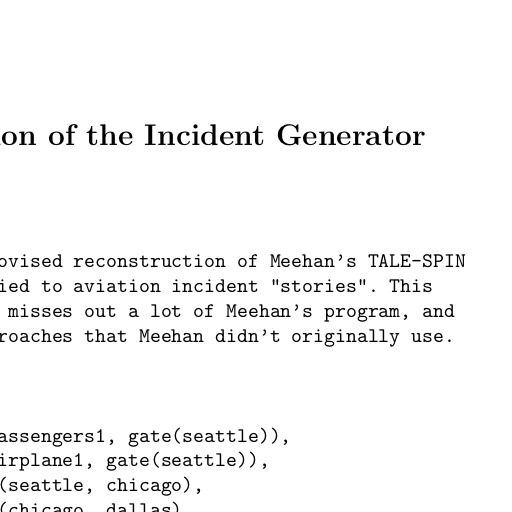 on of the Incident Generator
ovised reconstruction of Meehan's TALE-SPIN
ied to aviation incident "stories". This
misses out a lot of Meehan's program, and
roaches that Meehan didn't originally use.
assengers1, gate(seattle)),
irplane1, gate(seattle)),
(seattle, chicago),
(chicago, dallas)